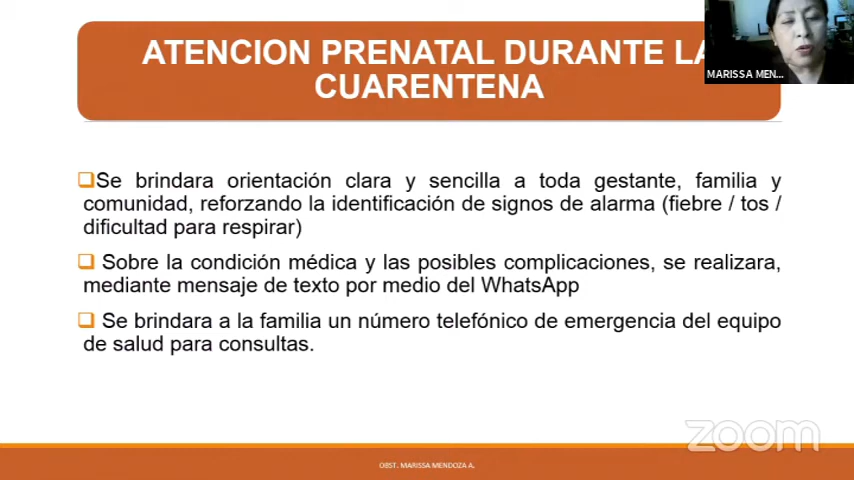 ATENCION PRENATAL DURANTE LA
CUARENTENA
MARISSA MEN...
Se brindara orientación clara y sencilla a toda gestante, familia y
comunidad, reforzando la identificación de signos de alarma (fiebre / tos /
dificultad para respirar)
Sobre la condición médica y las posibles complicaciones, se realizara,
mediante mensaje de texto por medio del WhatsApp
Se brindara a la familia un número telefónico de emergencia del equipo
de salud para consultas.
zoom
OBST. MARISSA MENDOZA A.